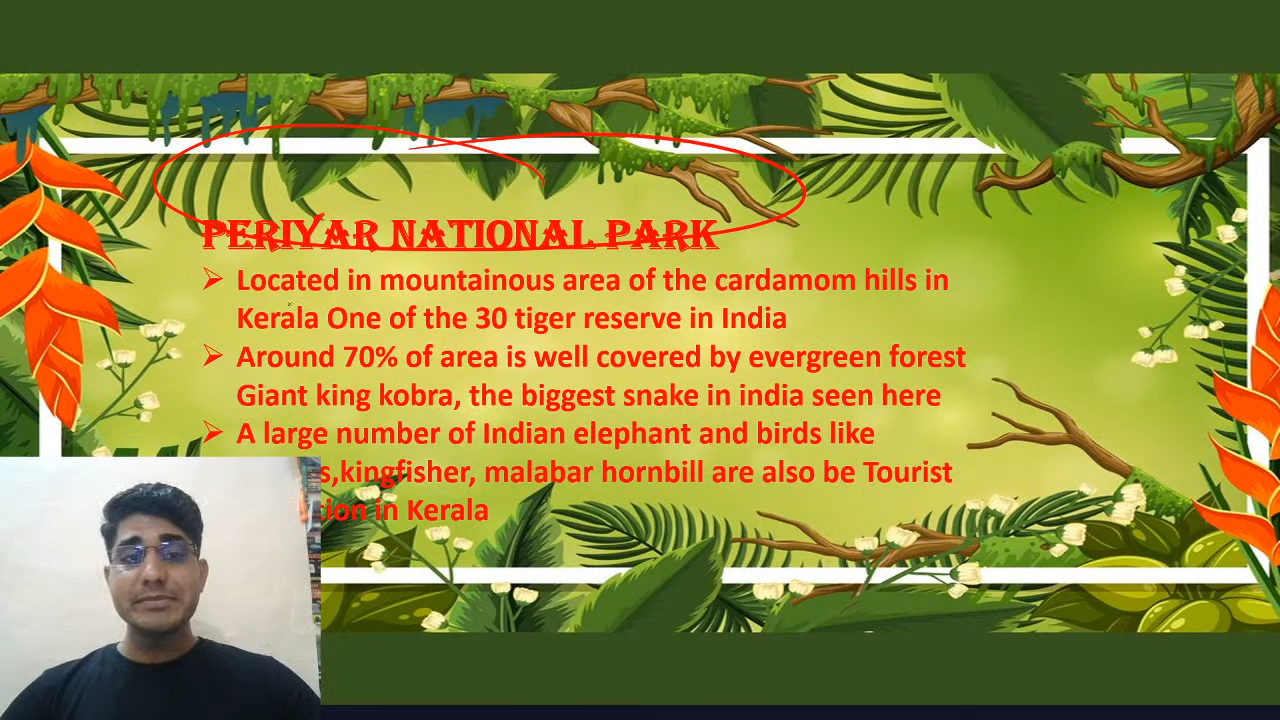 PERIYAR NATIONAL PARK
Located in mountainous area of the cardamom hills in
Kerala One of the 30 tiger reserve in India
Around 70% of area is well covered by evergreen forest
Giant king kobra, the biggest snake in india seen here
A large number of Indian elephant and birds like
kingfisher, malabar hornbill are also be Tourist
in Kerala